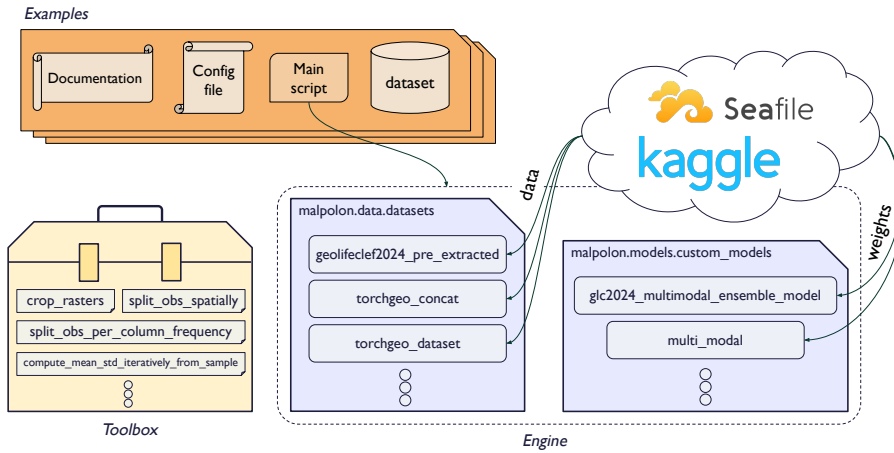 Examples
Documentation
Config
file
Main
script
dataset
Seafile
kaggle
data
weights
malpolon.data.datasets
geolifeclef2024_pre_extracted
torchgeo_concat
torchgeo_dataset
malpolon.models.custom_models
glc2024_multimodal_ensemble_model
multi_modal
crop_rasters
split_obs_spatially
split_obs_per_column_frequency
compute_mean_std_iteratively_from_sample
Toolbox
Engine